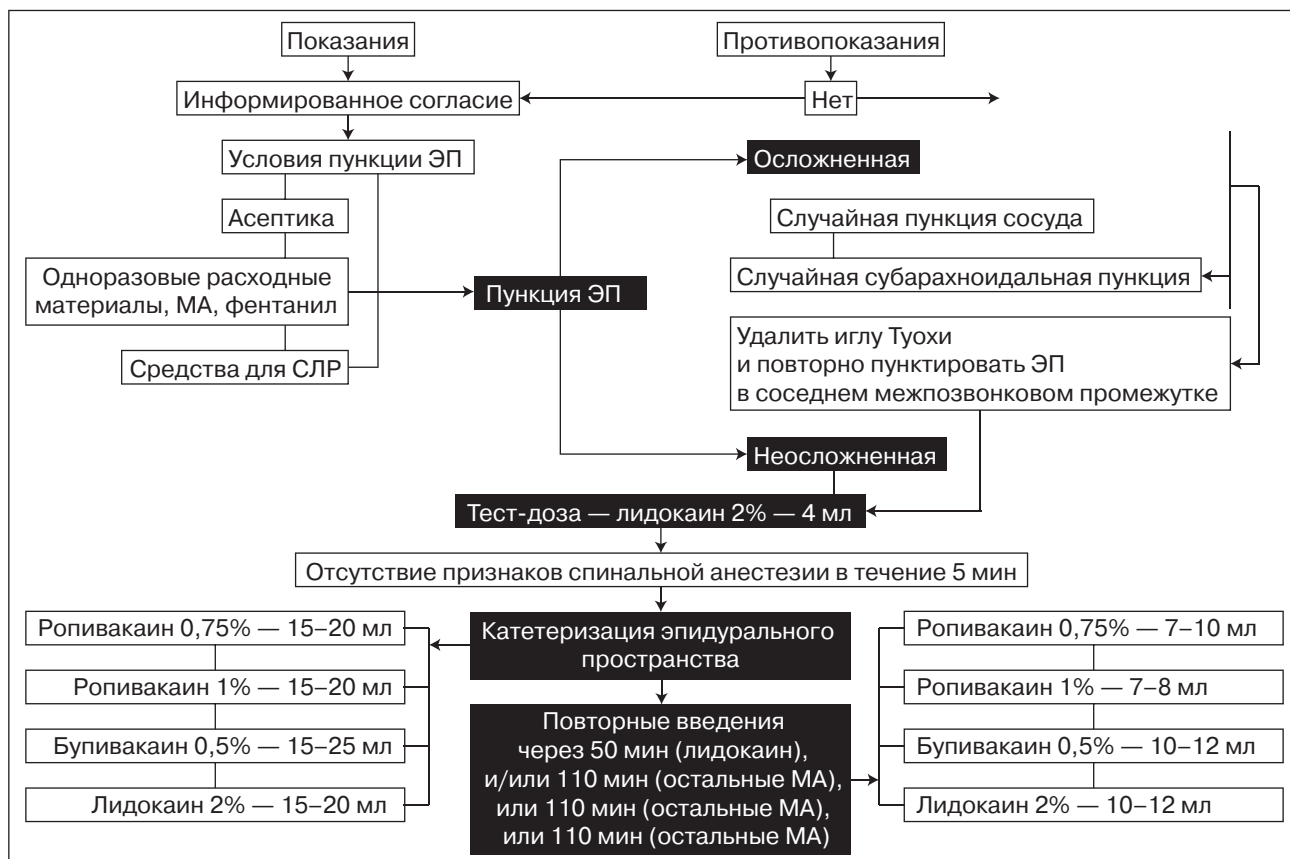 Показания
Противопоказания
Информированное согласие
Нет
Условия пункции ЭП
Осложненная
Асептика
Случайная пункция сосуда
Одноразовые расходные
материалы, МА, фентанил
Пункция ЭП
Случайная субарахноидальная пункция
Средства для СЛР
Удалить иглу Туохи
и повторно пунктировать ЭП
в соседнем межпозвонковом промежутке
Неосложненная
Тест-доза — лидокаин 2% — 4 мл
Отсутствие признаков спинальной анестезии в течение 5 мин
Ропивакаин 0,75% — 15–20 мл
Ропивакаин 1% — 15–20 мл
Бупивакаин 0,5% — 15–25 мл
Лидокаин 2% — 15–20 мл
Катетеризация эпидурального
пространства
Повторные введения
через 50 мин (лидокаин),
и/или 110 мин (остальные МА),
или 110 мин (остальные МА),
или 110 мин (остальные МА)
Ропивакаин 0,75% — 7–10 мл
Ропивакаин 1% — 7–8 мл
Бупивакаин 0,5% — 10–12 мл
Лидокаин 2% — 10–12 мл